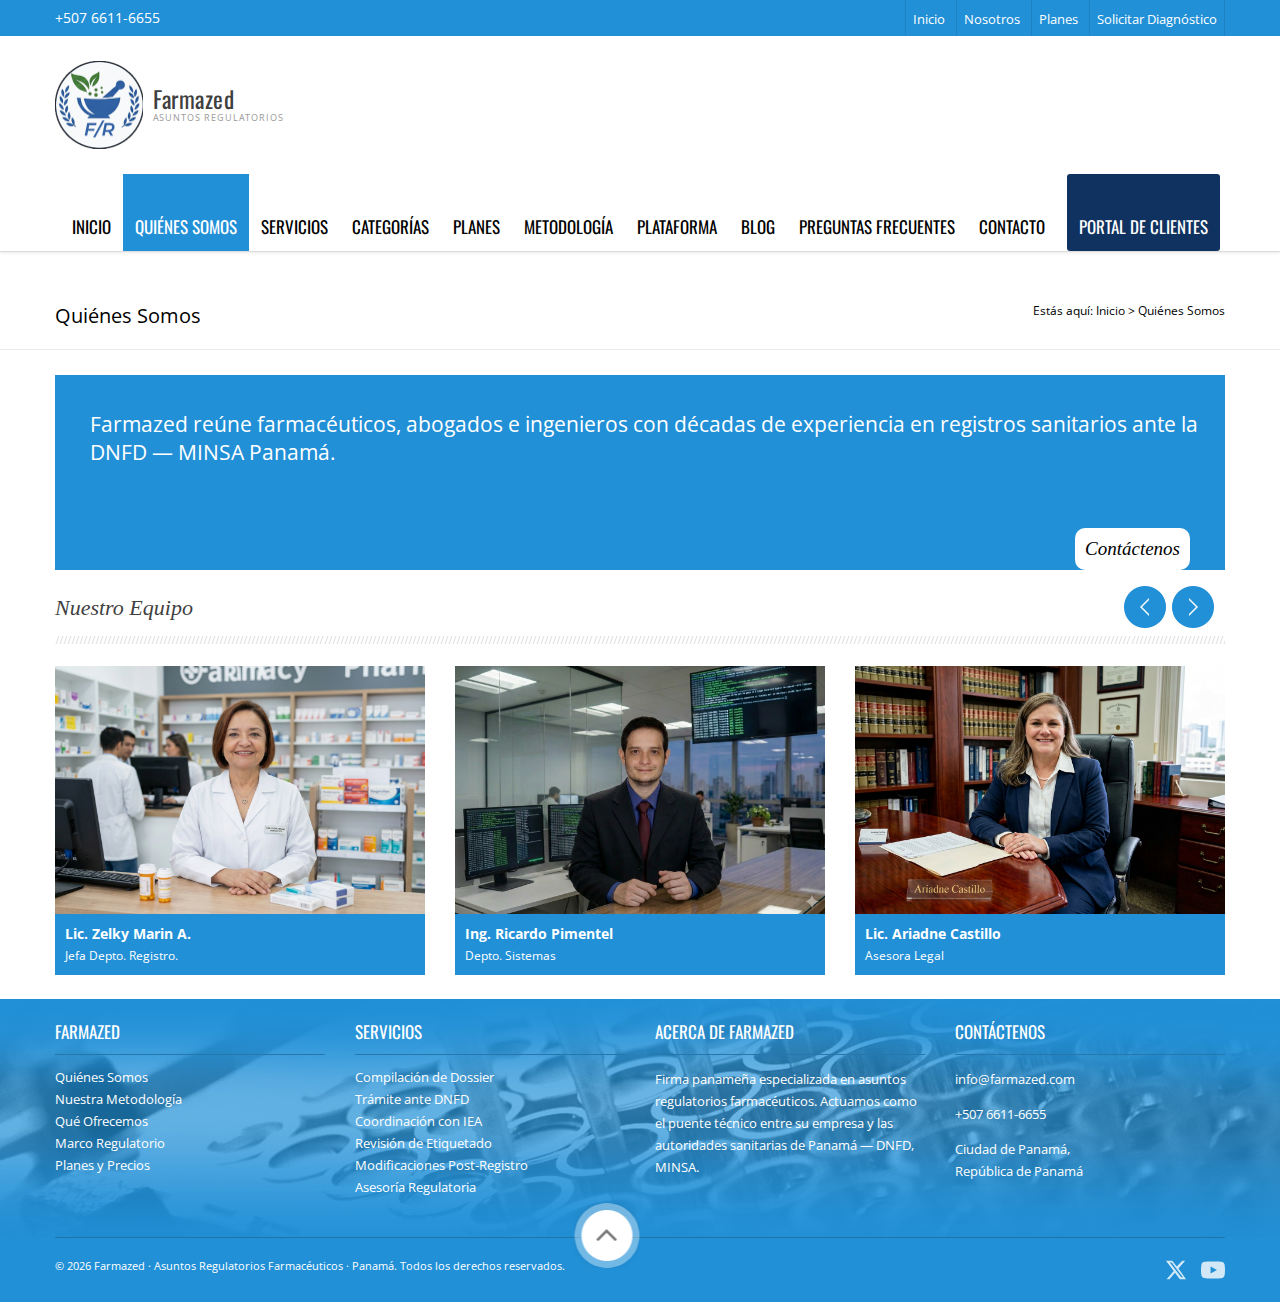 +507 6611-6655
Inicio Nosotros Planes Solicitar Diagnóstico
F/R
Farmazed
ASUNTOS REGULATORIOS
INICIO QUIÉNES SOMOS SERVICIOS CATEGORÍAS PLANES METODOLOGÍA PLATAFORMA BLOG PREGUNTAS FRECUENTES CONTACTO PORTAL DE CLIENTES
Quiénes Somos
Estás aquí: Inicio > Quiénes Somos
Farmazed reúne farmacéuticos, abogados e ingenieros con décadas de experiencia en registros sanitarios ante la
DNFD — MINSA Panamá.
Contáctenos
Nuestro Equipo
Ariadne Castillo
Lic. Zelky Marin A.
Jefa Depto. Registro.
Ing. Ricardo Pimentel
Depto. Sistemas
Lic. Ariadne Castillo
Asesora Legal
FARMAZED
Quiénes Somos
Nuestra Metodología
Qué Ofrecemos
Marco Regulatorio
Planes y Precios
SERVICIOS
Compilación de Dossier
Trámite ante DNFD
Coordinación con IEA
Revisión de Etiquetado
Modificaciones Post-Registro
Asesoría Regulatoria
ACERCA DE FARMAZED
Firma panameña especializada en asuntos
regulatorios farmacéuticos. Actuamos como
el puente técnico entre su empresa y las
autoridades sanitarias de Panamá — DNFD,
MINSA.
CONTÁCTENOS
info@farmazed.com
+507 6611-6655
Ciudad de Panamá,
República de Panamá
© 2026 Farmazed · Asuntos Regulatorios Farmacéuticos · Panamá. Todos los derechos reservados.